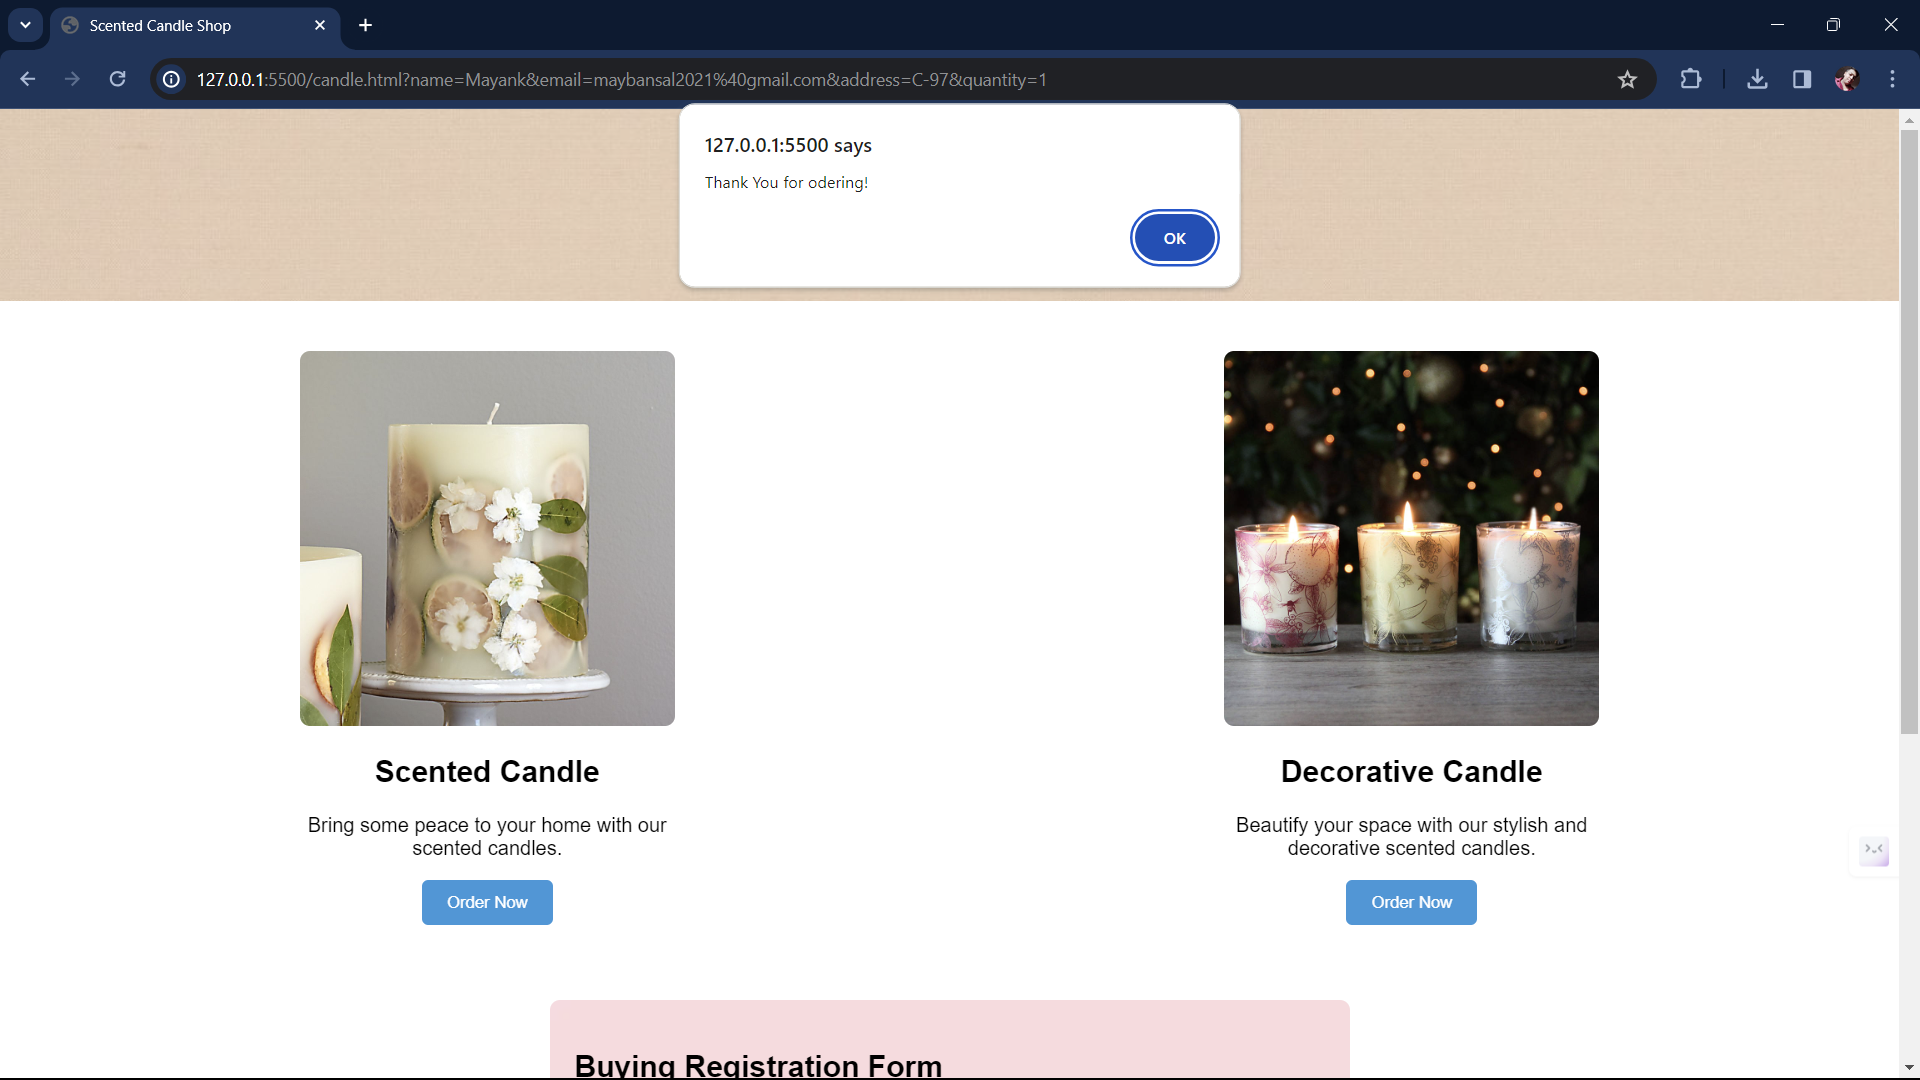 Scented Candle Shop
127.0.0.1:5500/candle.html?name=Mayank&email=maybansal2021%40gmail.com&address=C-97&quantity=1
127.0.0.1:5500 says
Thank You for odering!
OK
Scented Candle
Bring some peace to your home with our
scented candles.
Order Now
Decorative Candle
Beautify your space with our stylish and
decorative scented candles.
Order Now
Buying Registration Form